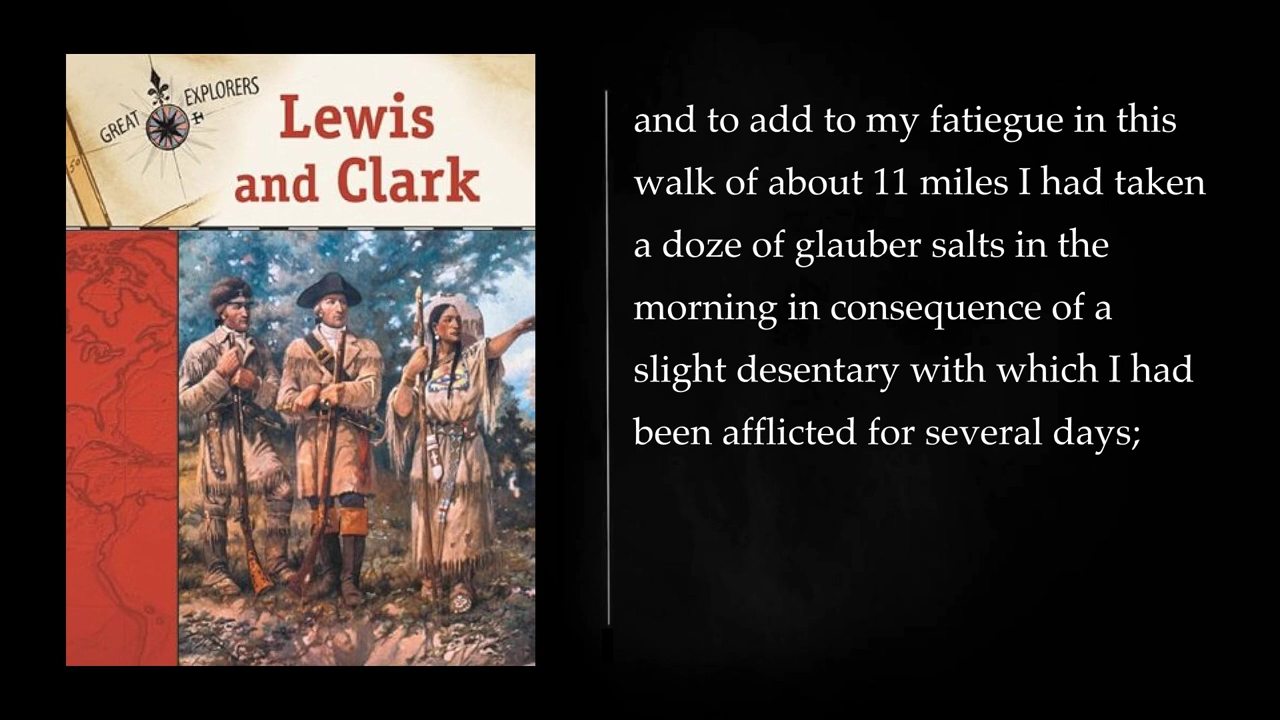 GREAT EXPLORERS
Lewis
and Clark
50
and to add to my fatiegue in this
walk of about 11 miles I had taken
a doze of glauber salts in the
morning in consequence of a
slight desentary with which I had
been afflicted for several days;